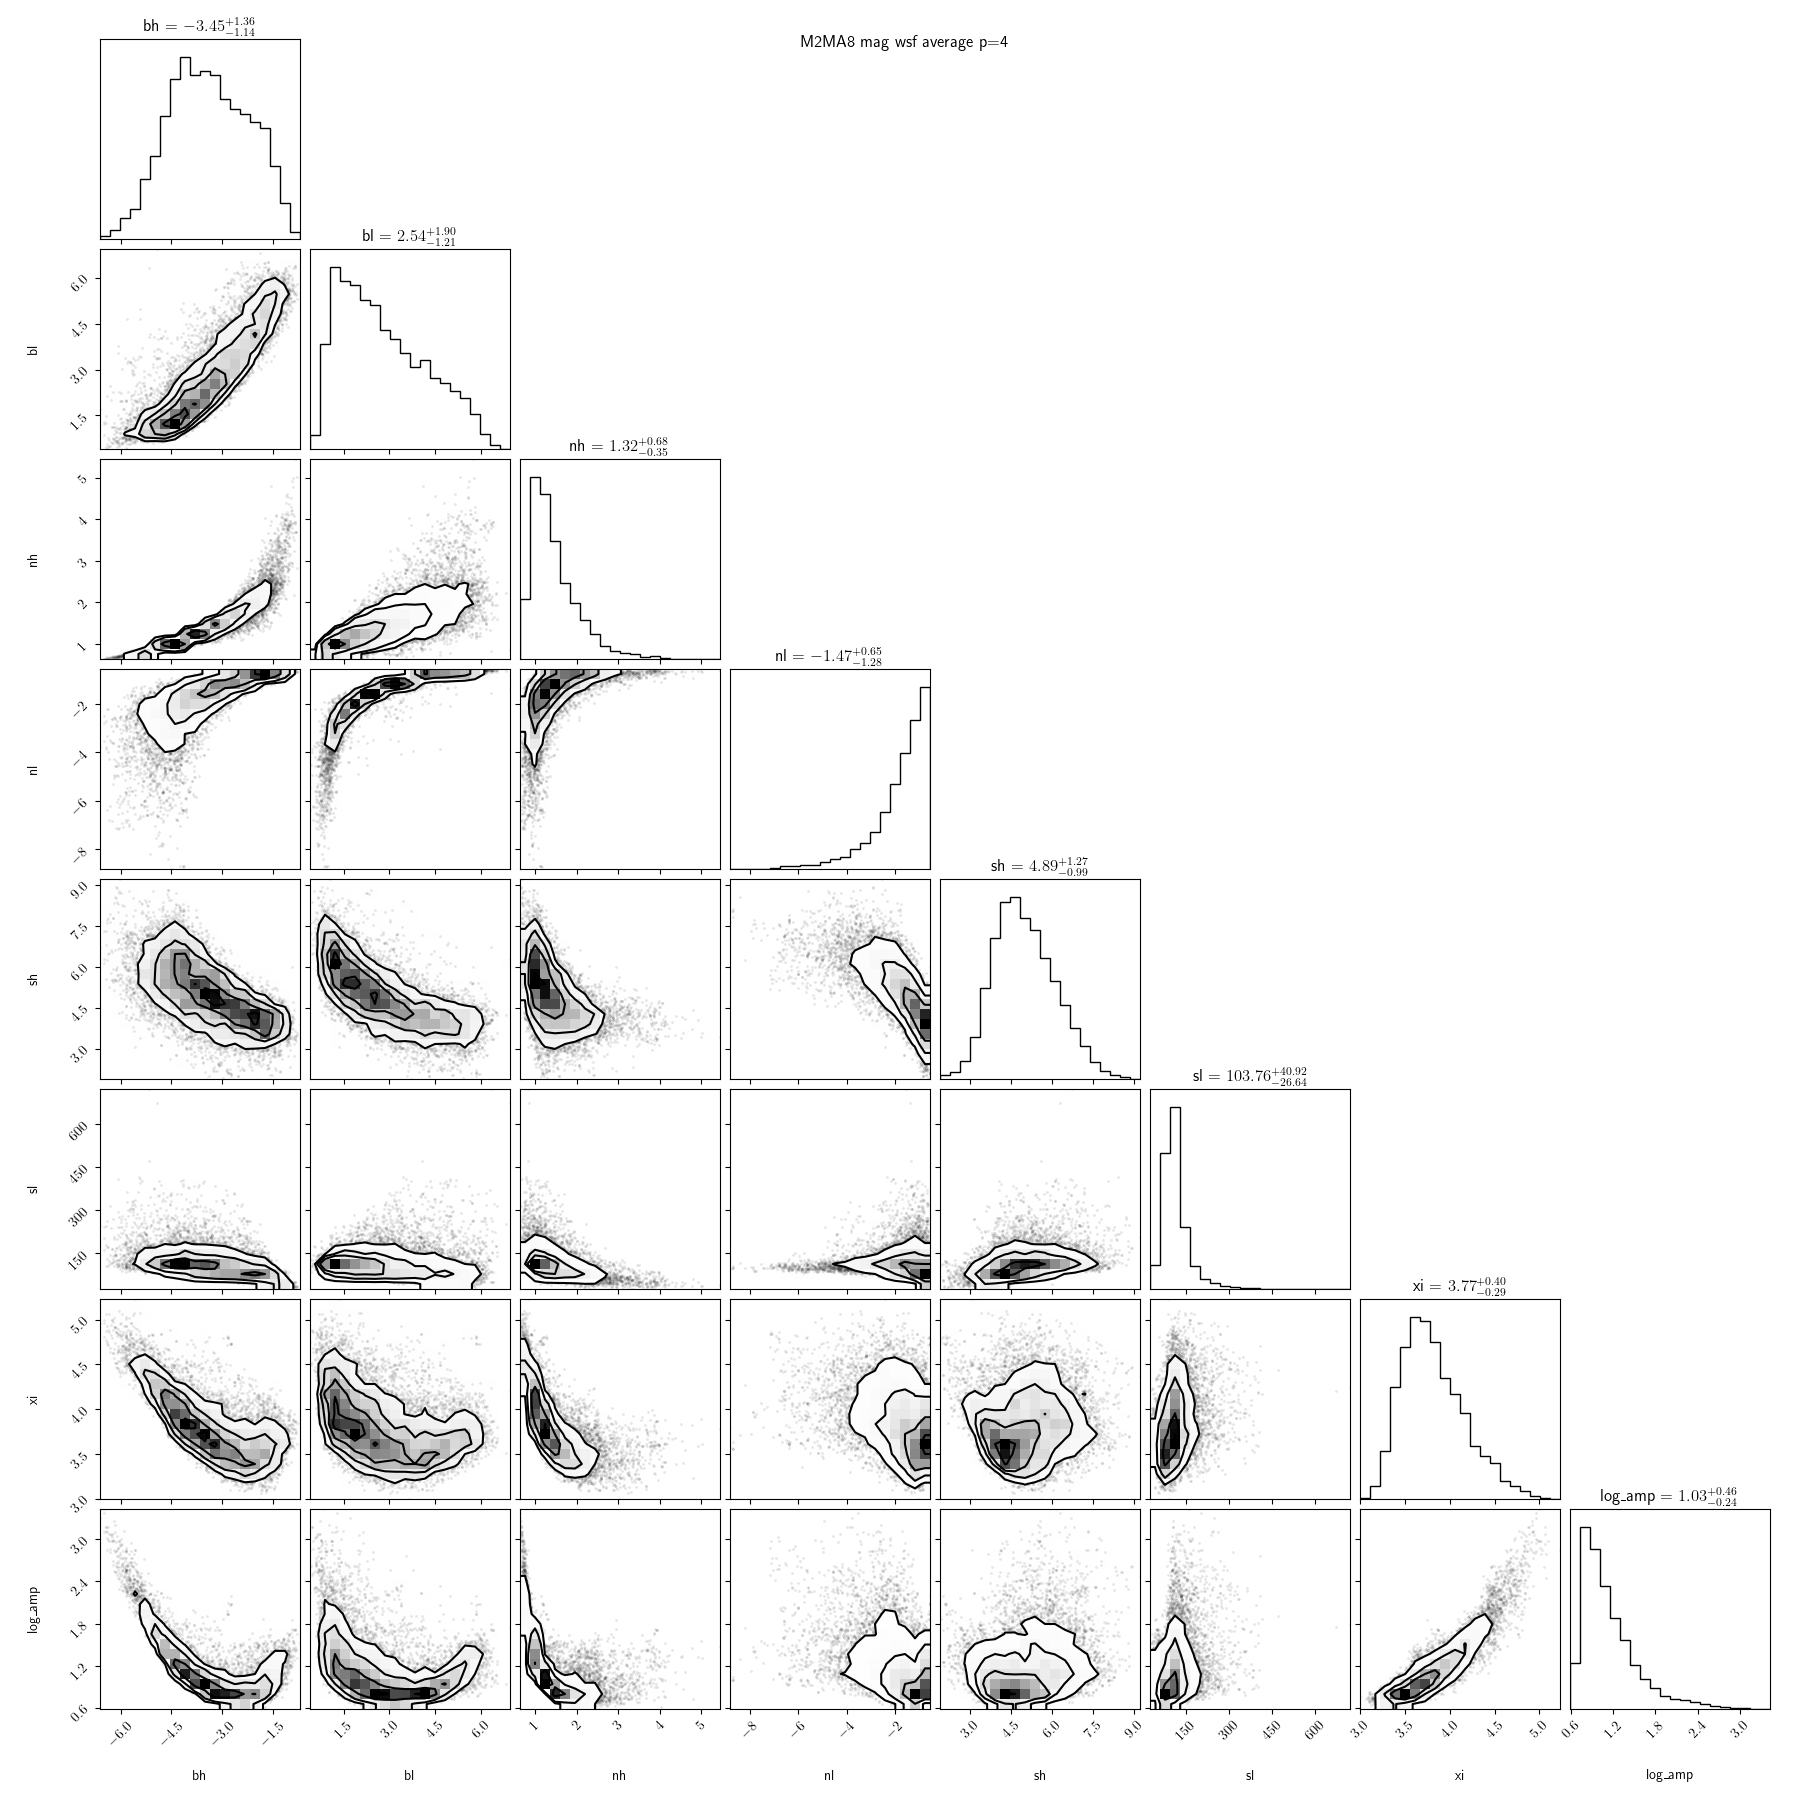 bh = −3.45+1.36−1.14
M2MA8 mag wsf average p=4
bl = 2.54+1.90−1.21
6.0
4.5
3.0
1.5
bl
nh = 1.32+0.68−0.35
5
4
3
2
1
nh
nl = −1.47+0.65−1.28
−2
−4
−6
−8
nl
sh = 4.89+1.27−0.99
9.0
7.5
6.0
4.5
3.0
sh
sl = 103.76+40.92−26.64
600
450
300
150
sl
xi = 3.77+0.40−0.29
5.0
4.5
4.0
3.5
3.0
xi
log_amp = 1.03+0.46−0.24
3.0
2.4
1.8
1.2
0.6
log_amp
−6.0 −4.5 −3.0 −1.5 1.5 3.0 4.5 6.0 1 2 3 4 5 −8 −6 −4 −2 3.0 4.5 6.0 7.5 9.0 150 300 450 600 3.0 3.5 4.0 4.5 5.0 0.6 1.2 1.8 2.4 3.0
bh bl nh nl sh sl xi log_amp